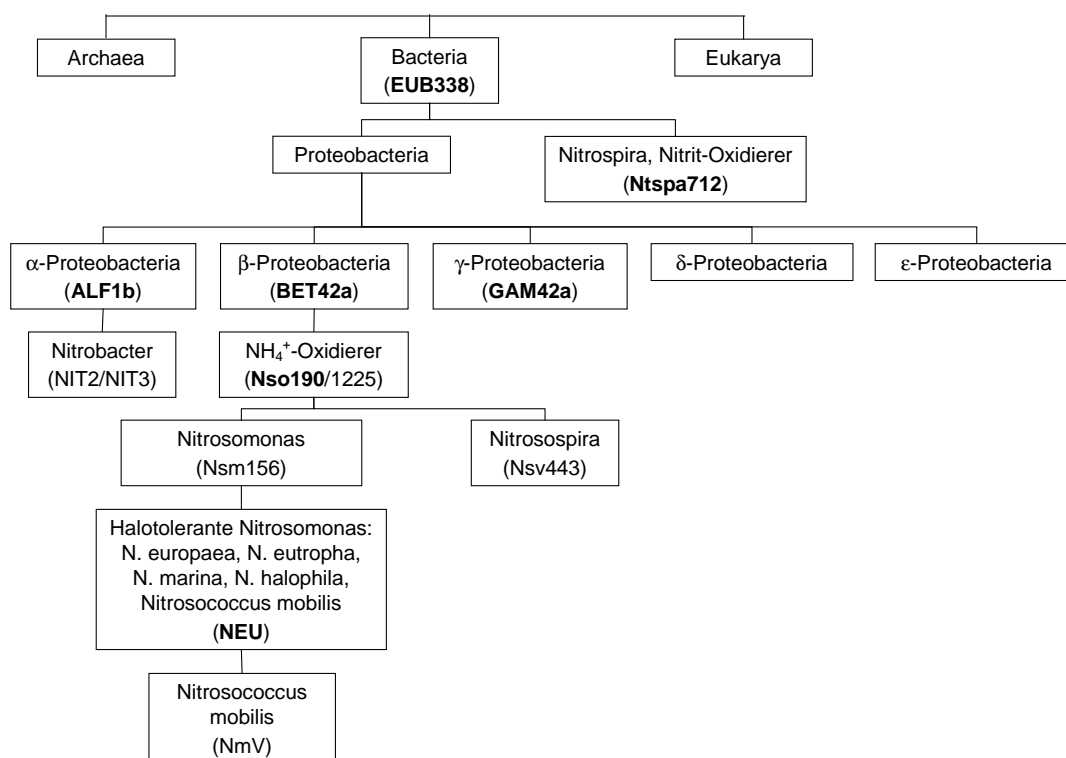 Archaea
Bacteria
(EUB338)
Eukarya
Proteobacteria
Nitrospira, Nitrit-Oxidierer
(Ntspa712)
α-Proteobacteria
(ALF1b)
β-Proteobacteria
(BET42a)
γ-Proteobacteria
(GAM42a)
δ-Proteobacteria
ε-Proteobacteria
Nitrobacter
(NIT2/NIT3)
NH₄⁺-Oxidierer
(Nso190/1225)
Nitrosomonas
(Nsm156)
Nitrosospira
(Nsv443)
Halotolerante Nitrosomonas:
N. europaea, N. eutropha,
N. marina, N. halophila,
Nitrosococcus mobilis
(NEU)
Nitrosococcus
mobilis
(NmV)